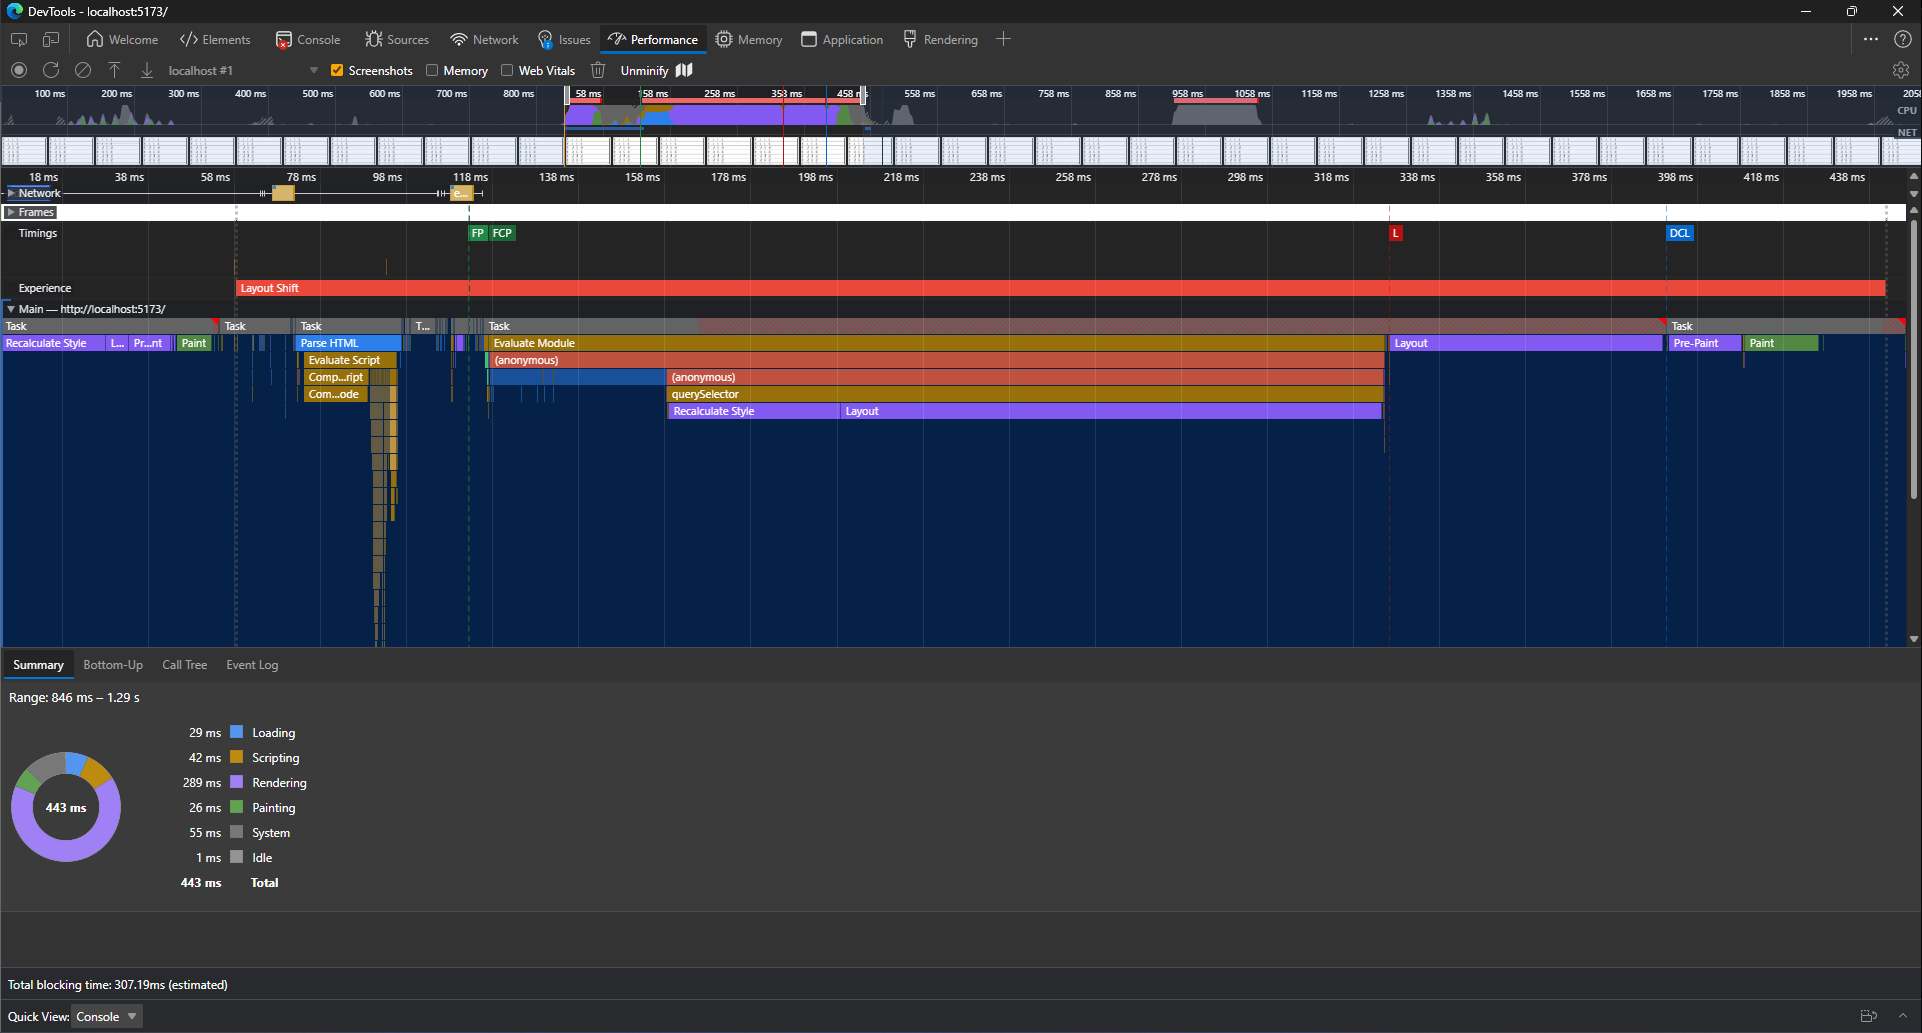 DevTools - localhost:5173/
Welcome Elements Console Sources Network Issues Performance Memory Application Rendering
localhost #1 Screenshots Memory Web Vitals Unminify
100 ms 200 ms 300 ms 400 ms 500 ms 600 ms 700 ms 800 ms 58 ms 158 ms 258 ms 358 ms 458 ms 558 ms 658 ms 758 ms 858 ms 958 ms 1058 ms 1158 ms 1258 ms 1358 ms 1458 ms 1558 ms 1658 ms 1758 ms 1858 ms 1958 ms 2058
CPU
NET
18 ms 38 ms 58 ms 78 ms 98 ms 118 ms 138 ms 158 ms 178 ms 198 ms 218 ms 238 ms 258 ms 278 ms 298 ms 318 ms 338 ms 358 ms 378 ms 398 ms 418 ms 438 ms
Network e...
Frames
Timings FP FCP L DCL
Experience Layout Shift
Main — http://localhost:5173/
Task Task Task T... Task Task
Recalculate Style L... Pr...nt Paint Parse HTML Evaluate Module Layout Pre-Paint Paint
Evaluate Script (anonymous)
Comp...ript (anonymous)
Com...ode querySelector
Recalculate Style Layout
Summary Bottom-Up Call Tree Event Log
Range: 846 ms – 1.29 s
29 ms Loading
42 ms Scripting
289 ms Rendering
443 ms
26 ms Painting
55 ms System
1 ms Idle
443 ms Total
Total blocking time: 307.19ms (estimated)
Quick View: Console